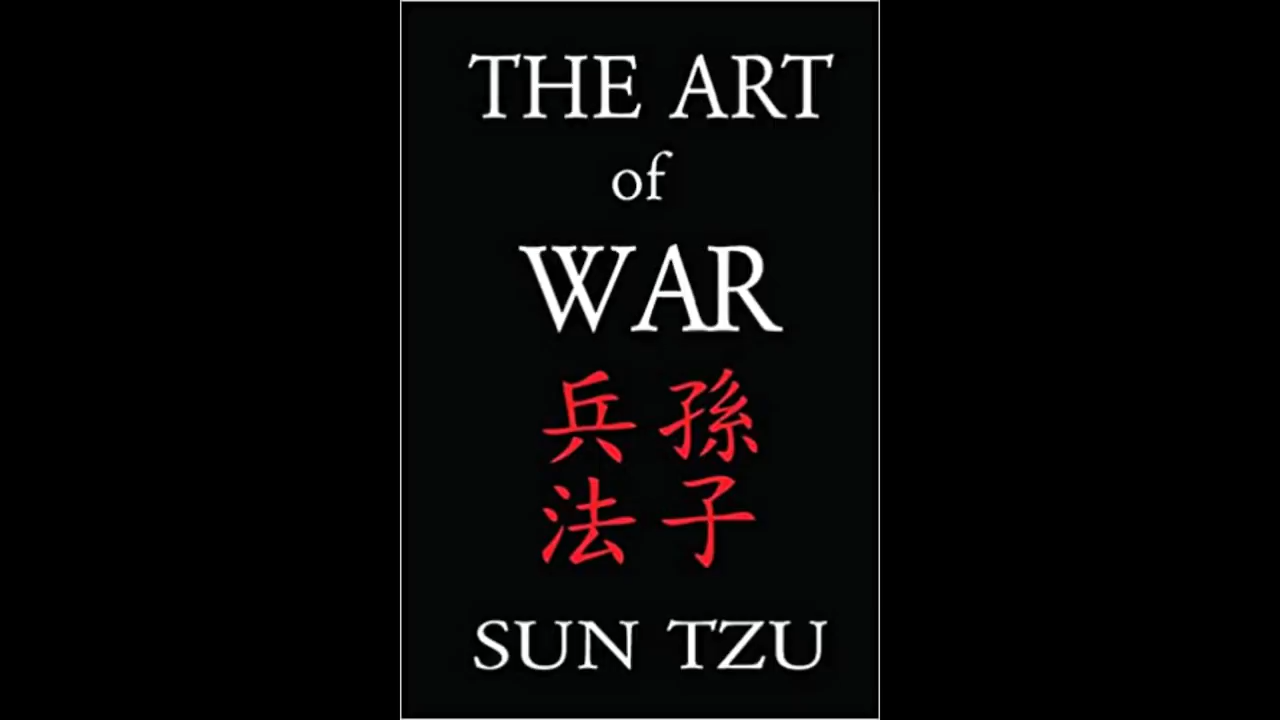 THE ART
of
WAR
孫子
兵法
SUN TZU